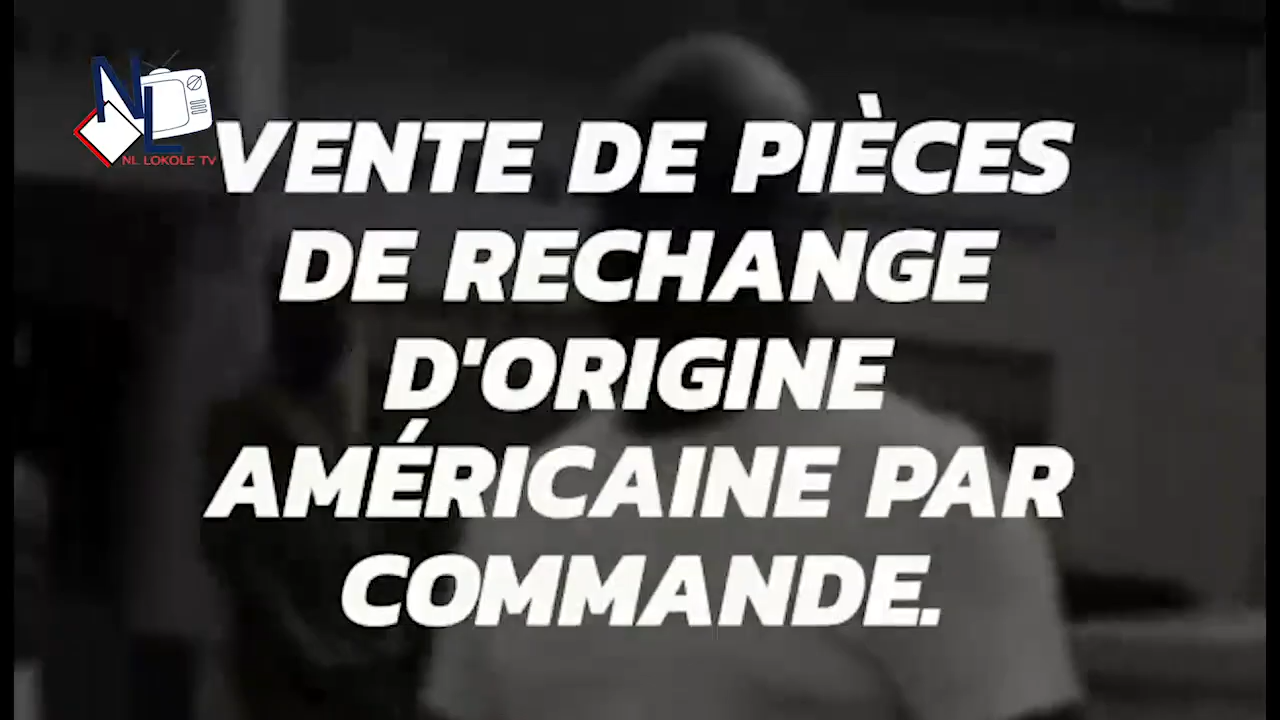 NL
NL LOKOLE TV
VENTE DE PIÈCES
DE RECHANGE
D'ORIGINE
AMÉRICAINE PAR
COMMANDE.